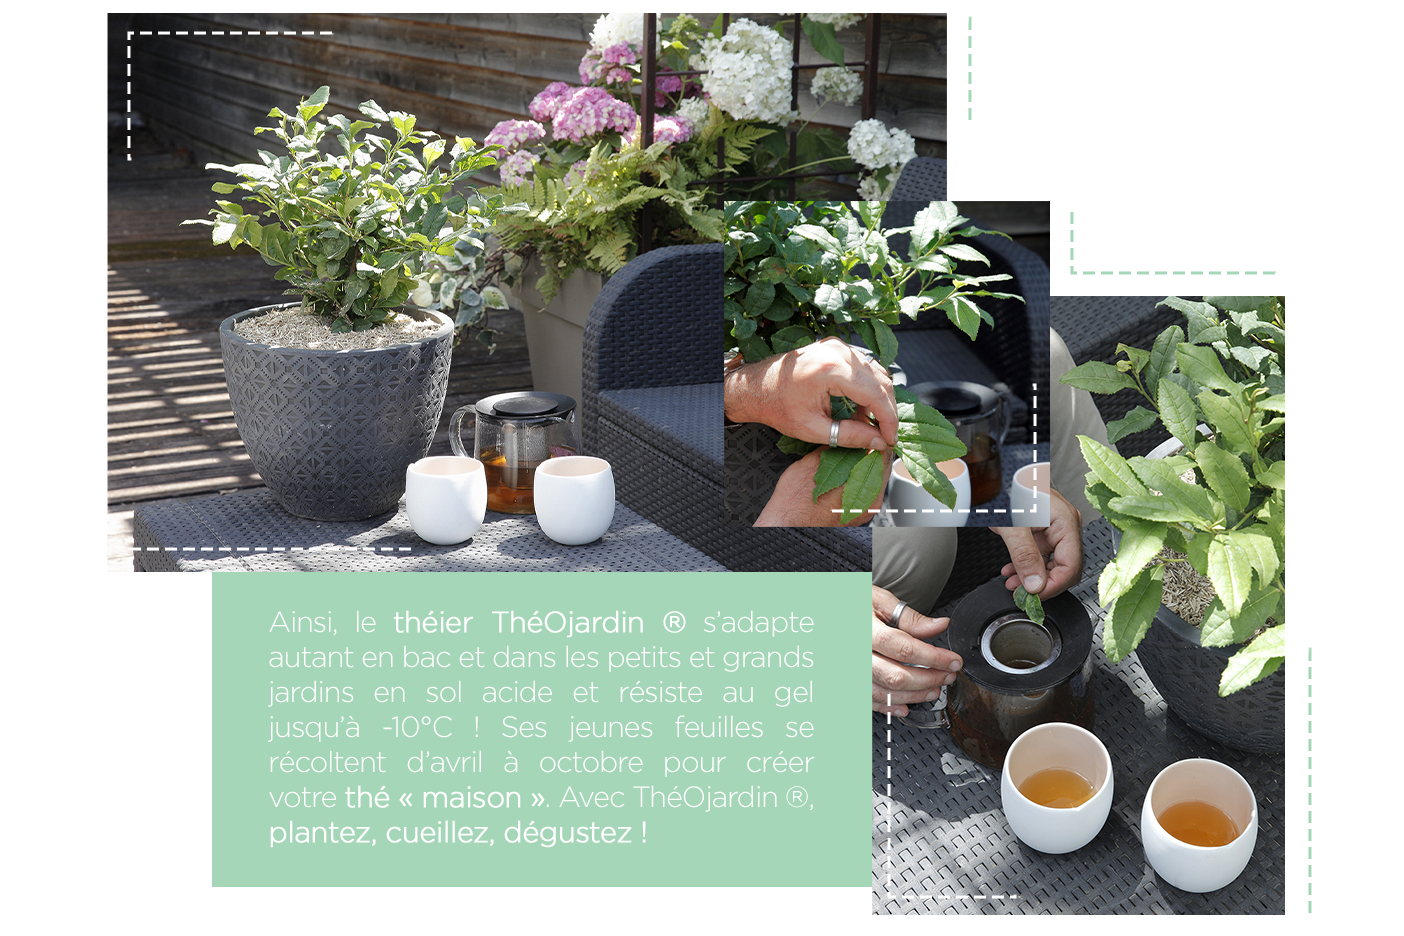 Ainsi, le théier ThéOjardin ® s’adapte
autant en bac et dans les petits et grands
jardins en sol acide et résiste au gel
jusqu’à -10°C ! Ses jeunes feuilles se
récoltent d’avril à octobre pour créer
votre thé « maison ». Avec ThéOjardin ®,
plantez, cueillez, dégustez !